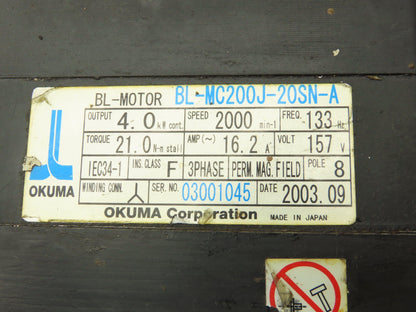 BL-MOTOR BL-MC200J-20SN-A
OUTPUT 4.0 kW cont. SPEED 2000 min-1 FREQ. 133 Hz
TORQUE 21.0 N-m stall AMP(~) 16.2 A VOLT 157 V
IEC34-1 INS.CLASS F 3PHASE PERM.MAG.FIELD POLE 8
OKUMA WINDING CONN. SER.NO. 03001045 DATE 2003.09
OKUMA Corporation MADE IN JAPAN